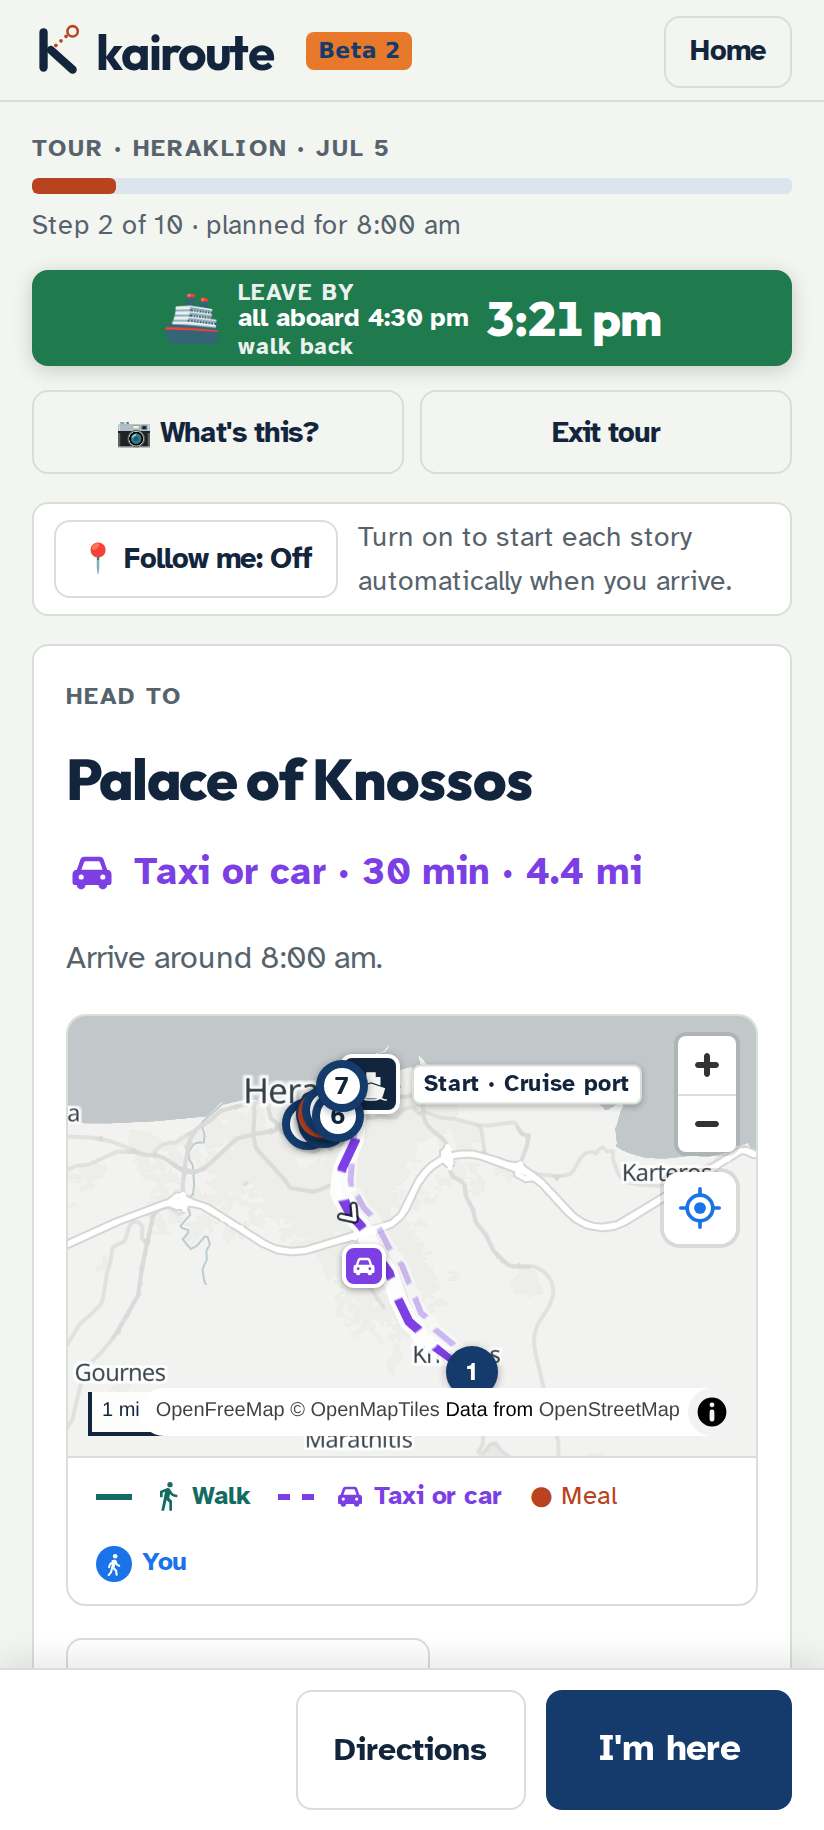 kairoute Beta 2 Home
TOUR · HERAKLION · JUL 5
Step 2 of 10 · planned for 8:00 am
LEAVE BY
all aboard 4:30 pm
walk back
3:21 pm
What's this?
Exit tour
Follow me: Off
Turn on to start each story
automatically when you arrive.
HEAD TO
Palace of Knossos
Taxi or car · 30 min · 4.4 mi
Arrive around 8:00 am.
7
6
Start · Cruise port
+
−
a
Karteros
Gournes
1
1 mi
OpenFreeMap © OpenMapTiles Data from OpenStreetMap
Marathitis
Walk
Taxi or car
Meal
You
Directions
I'm here